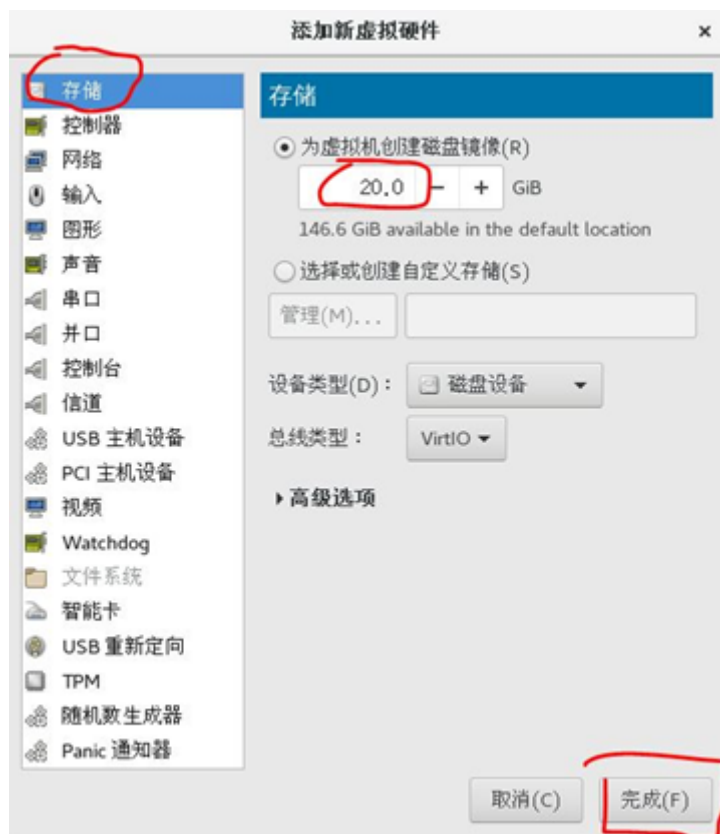 添加新虚拟硬件
×
存储
控制器
网络
输入
图形
声音
串口
并口
控制台
信道
USB 主机设备
PCI 主机设备
视频
Watchdog
文件系统
智能卡
USB 重新定向
TPM
随机数生成器
Panic 通知器
存储
为虚拟机创建磁盘镜像(R)
20.0 − + GiB
146.6 GiB available in the default location
选择或创建自定义存储(S)
管理(M)...
设备类型(D)： 磁盘设备
总线类型： VirtIO
高级选项
取消(C) 完成(F)